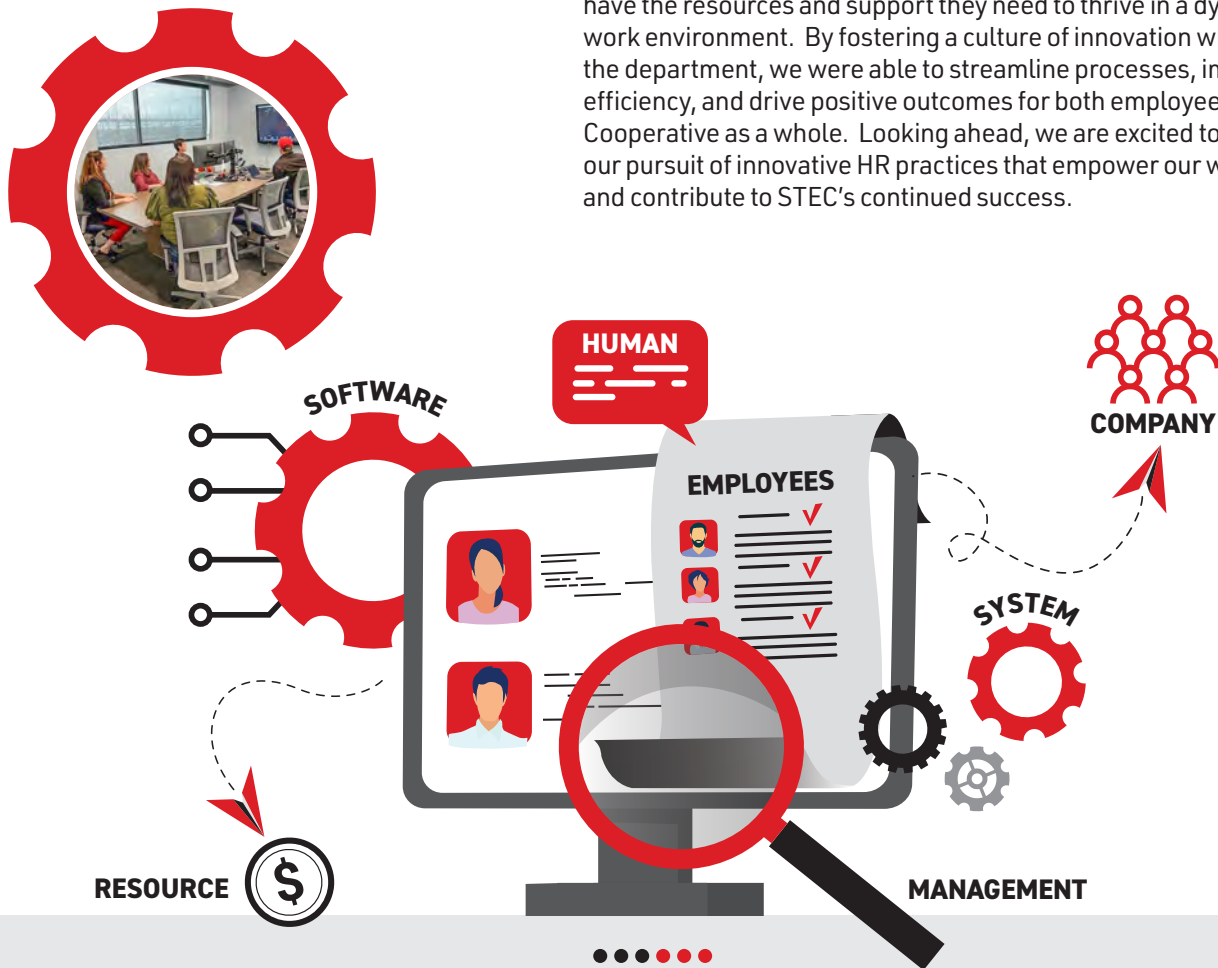 have the resources and support they need to thrive in a
work environment. By fostering a culture of innovation
the department, we were able to streamline processes,
efficiency, and drive positive outcomes for both
Cooperative as a whole. Looking ahead, we are excited to
our pursuit of innovative HR practices that empower our
and contribute to STEC’s continued success.
HUMAN
SOFTWARE
COMPANY
EMPLOYEES
SYSTEM
$
RESOURCE
MANAGEMENT